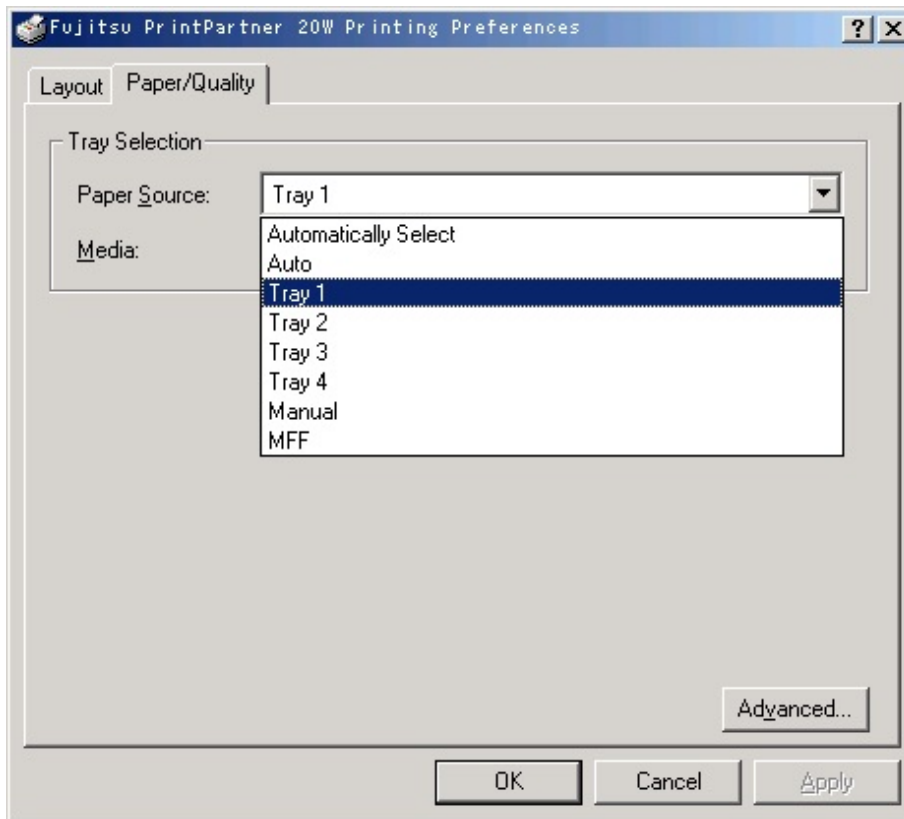 Fujitsu PrintPartner 20W Printing Preferences
Layout Paper/Quality
Tray Selection
Paper Source: Tray 1
Media:
Automatically Select
Auto
Tray 1
Tray 2
Tray 3
Tray 4
Manual
MFF
Advanced...
OK Cancel Apply